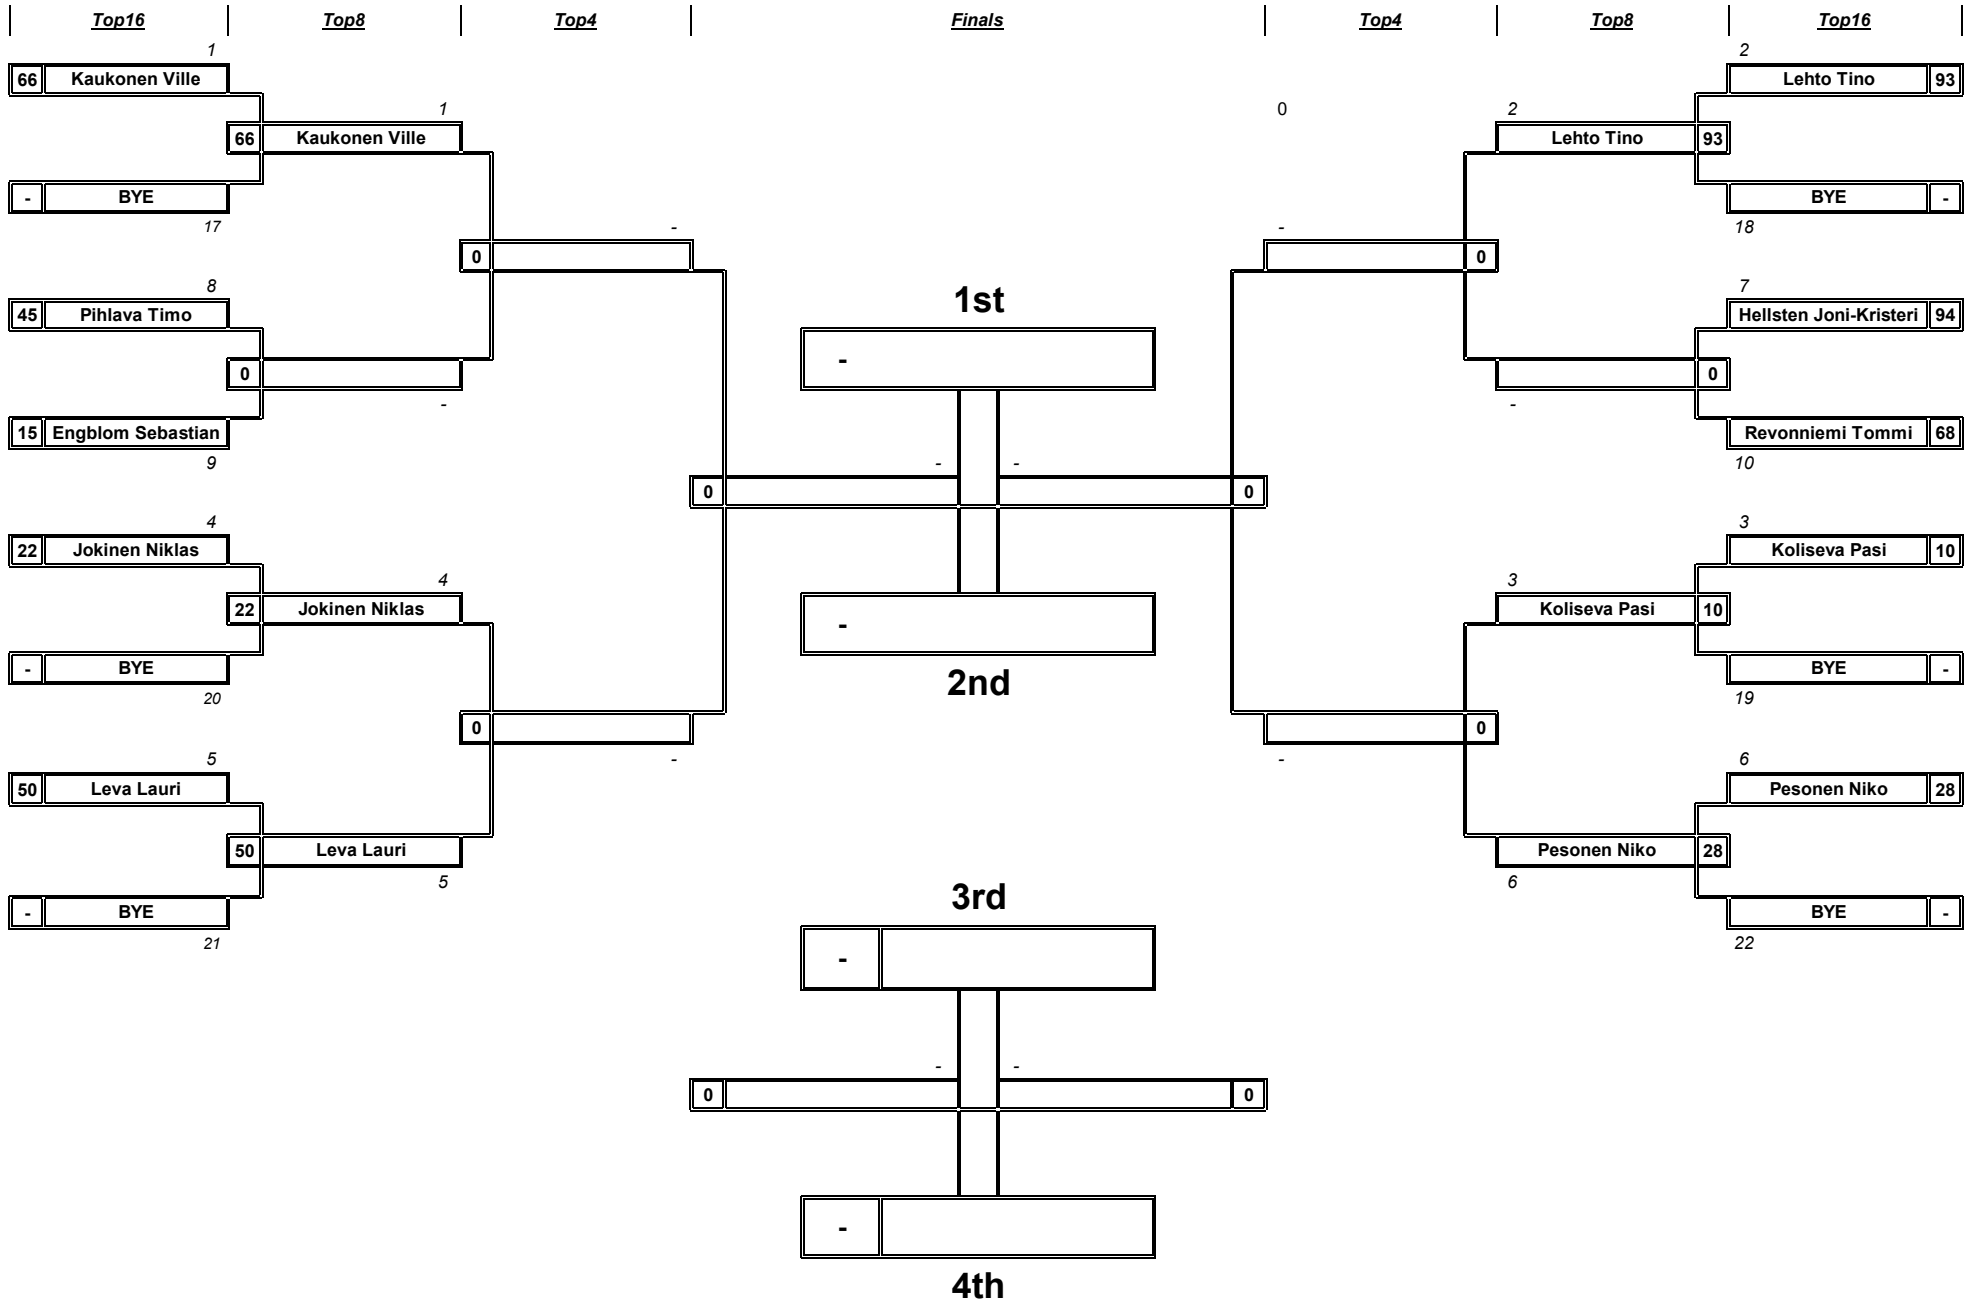 Top16 Top8 Top4 Finals Top4 Top8 Top16
1 2
66 Kaukonen Ville Lehto Tino 93
1 0 2
66 Kaukonen Ville Lehto Tino 93
- BYE BYE -
17 - - 18
0 0
8 1st 7
45 Pihlava Timo Hellsten Joni-Kristeri 94
-
0 0
- -
15 Engblom Sebastian Revonniemi Tommi 68
9 - - 10
0 0
4 3
22 Jokinen Niklas Koliseva Pasi 10
4 3
22 Jokinen Niklas Koliseva Pasi 10
-
- BYE BYE -
2nd
20 19
0 0
5 - - 6
50 Leva Lauri Pesonen Niko 28
50 Leva Lauri Pesonen Niko 28
5 6
3rd
- BYE BYE -
21 22
-
- -
0 0
-
4th